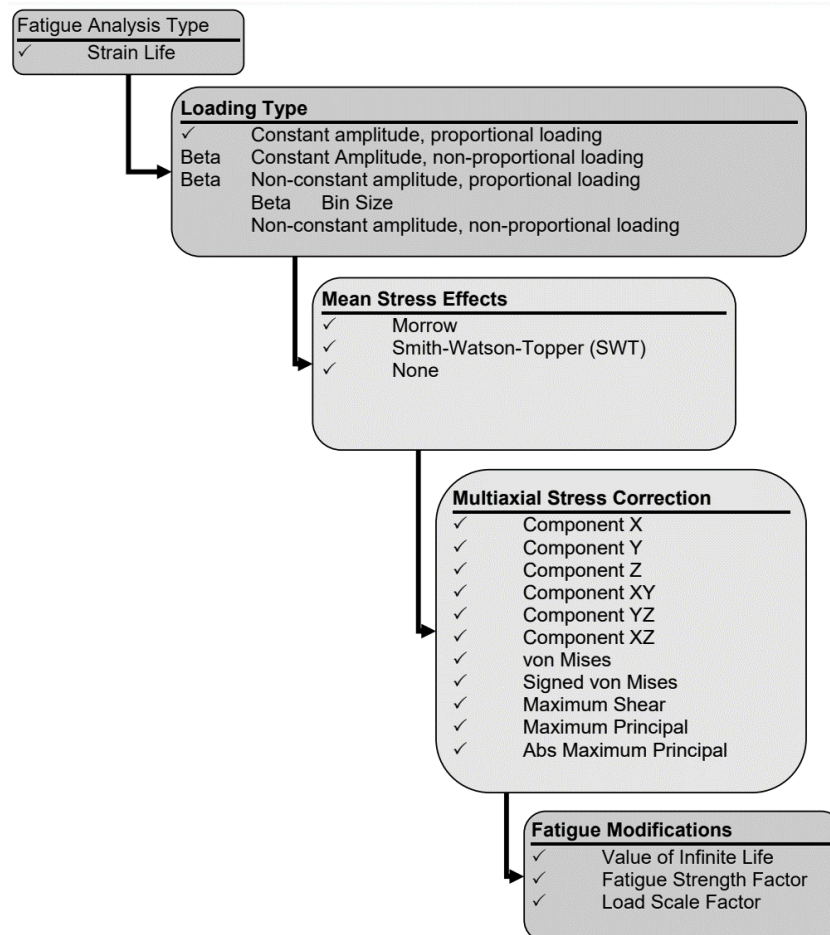 Fatigue Analysis Type
✓ Strain Life
Loading Type
✓ Constant amplitude, proportional loading
Beta Constant Amplitude, non-proportional loading
Beta Non-constant amplitude, proportional loading
Beta Bin Size
Non-constant amplitude, non-proportional loading
Mean Stress Effects
✓ Morrow
✓ Smith-Watson-Topper (SWT)
✓ None
Multiaxial Stress Correction
✓ Component X
✓ Component Y
✓ Component Z
✓ Component XY
✓ Component YZ
✓ Component XZ
✓ von Mises
✓ Signed von Mises
✓ Maximum Shear
✓ Maximum Principal
✓ Abs Maximum Principal
Fatigue Modifications
✓ Value of Infinite Life
✓ Fatigue Strength Factor
✓ Load Scale Factor